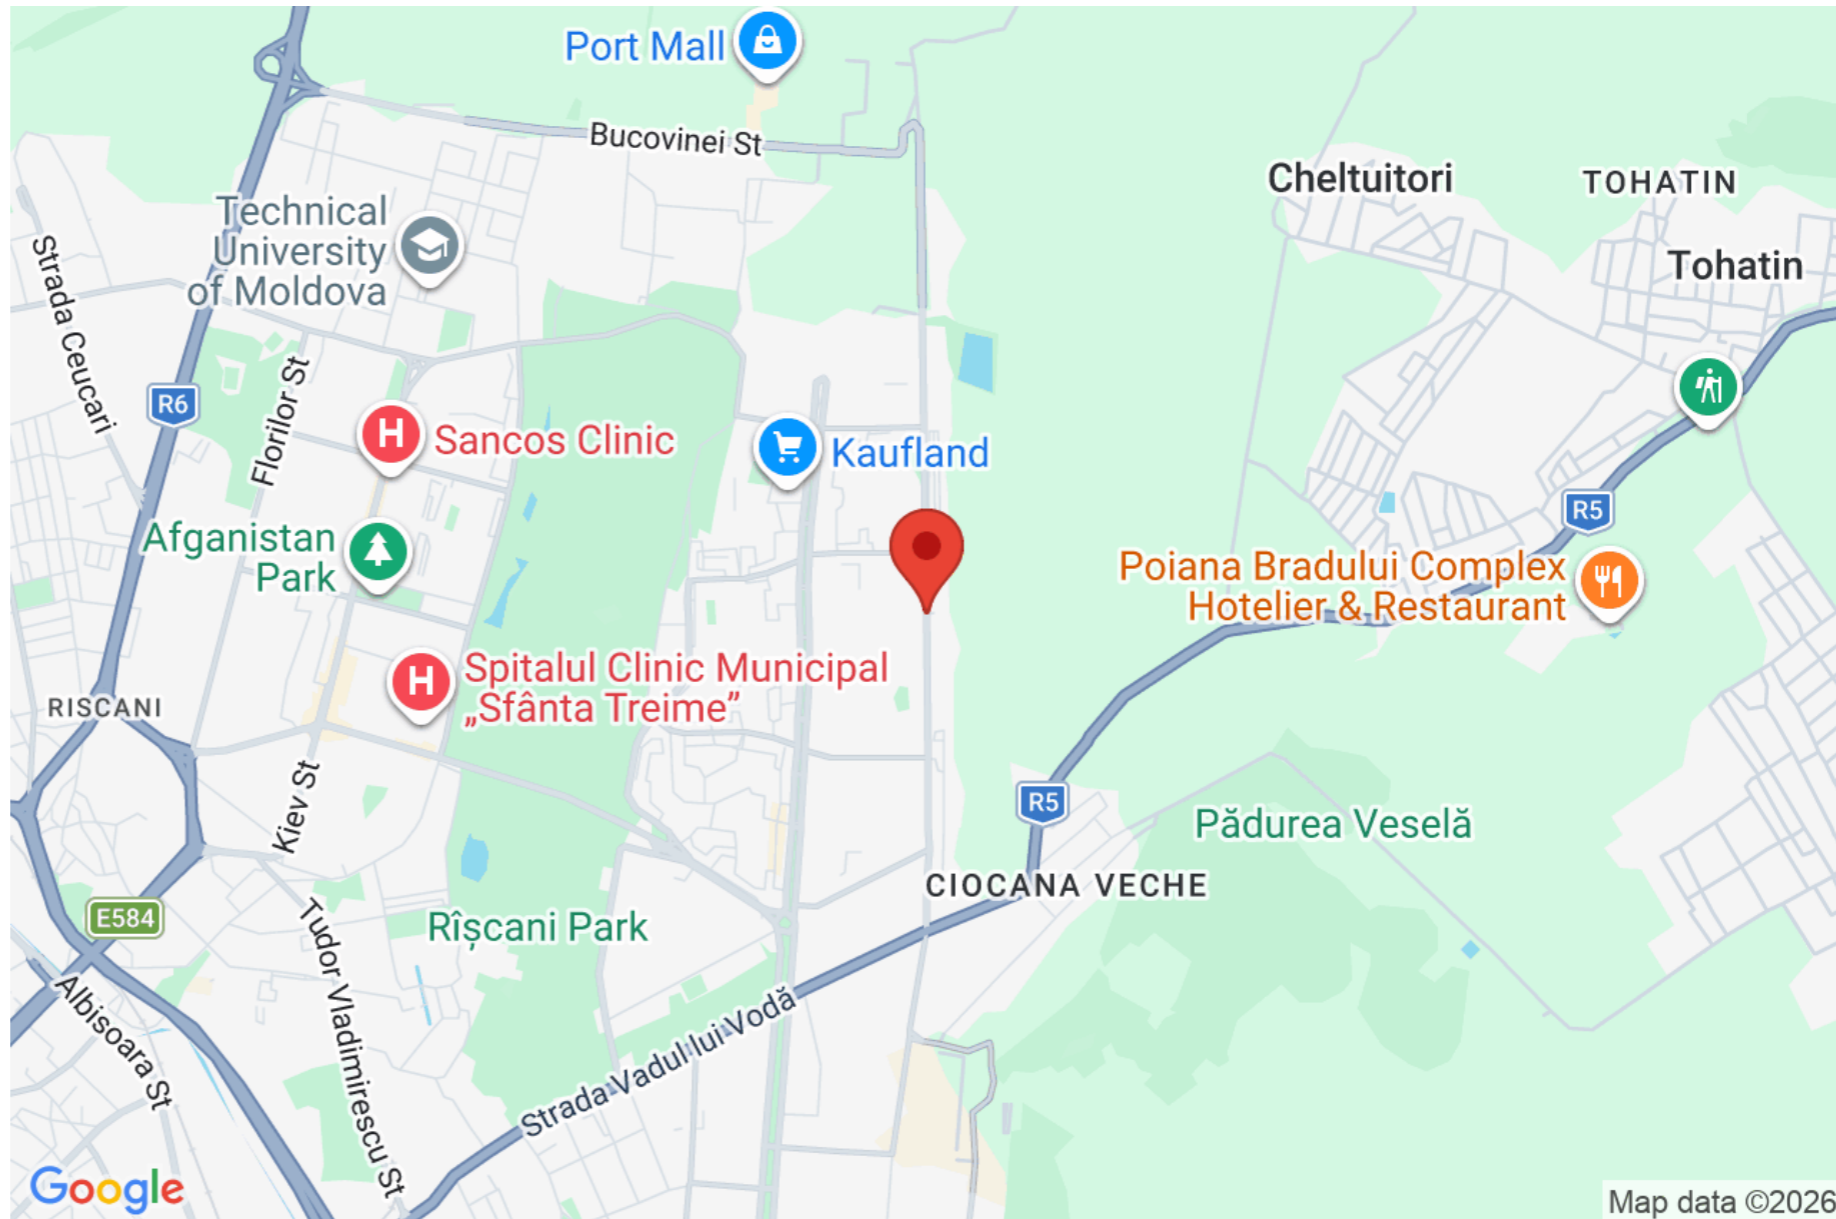 Port Mall
Bucovinei St
Cheltuitori
TOHATIN
Technical
University
of Moldova
Tohatin
Strada Ceucari
Florilor St
R6
Sancos Clinic
Kaufland
R5
Afganistan
Park
Poiana Bradului Complex
Hotelier & Restaurant
H
H
Spitalul Clinic Municipal
„Sfânta Treime”
RISCANI
Kiev St
R5
Pădurea Veselă
CIOCANA VECHE
E584
Rîșcani Park
Tudor Vladimirescu St
Albisoara St
Strada Vadul lui Vodă
Google
Map data ©2026